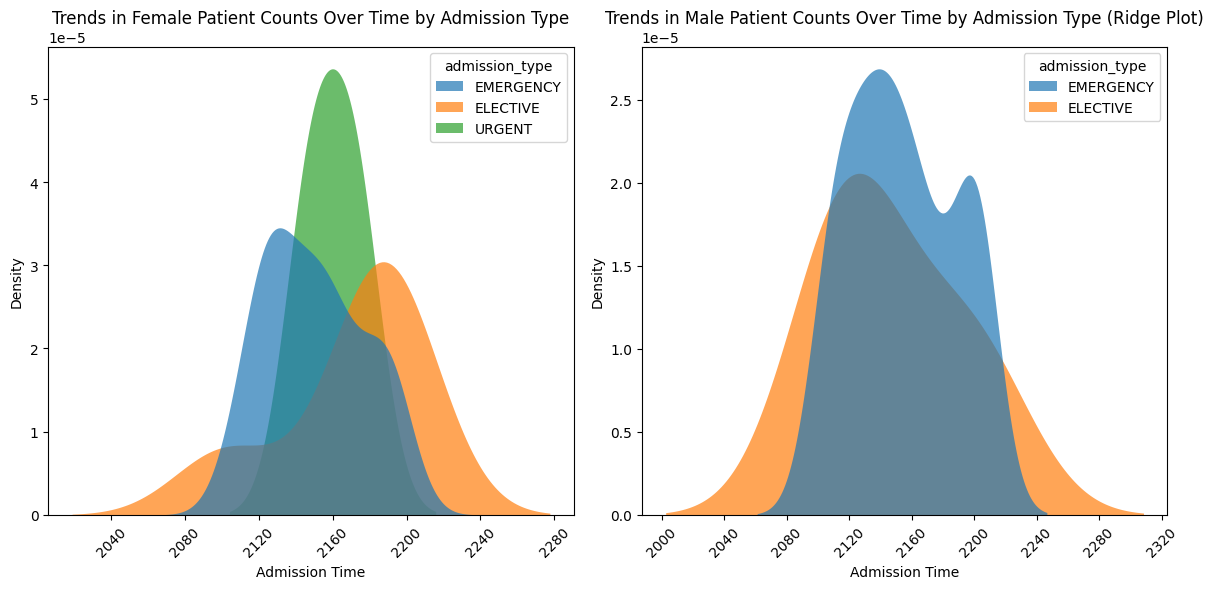 Trends in Female Patient Counts Over Time by Admission Type
1e−5
admission_type
EMERGENCY
ELECTIVE
URGENT
5
4
3
2
1
0
Density
2040
2080
2120
2160
2200
2240
2280
Admission Time
Trends in Male Patient Counts Over Time by Admission Type (Ridge Plot)
1e−5
admission_type
EMERGENCY
ELECTIVE
2.5
2.0
1.5
1.0
0.5
0.0
Density
2000
2040
2080
2120
2160
2200
2240
2280
2320
Admission Time